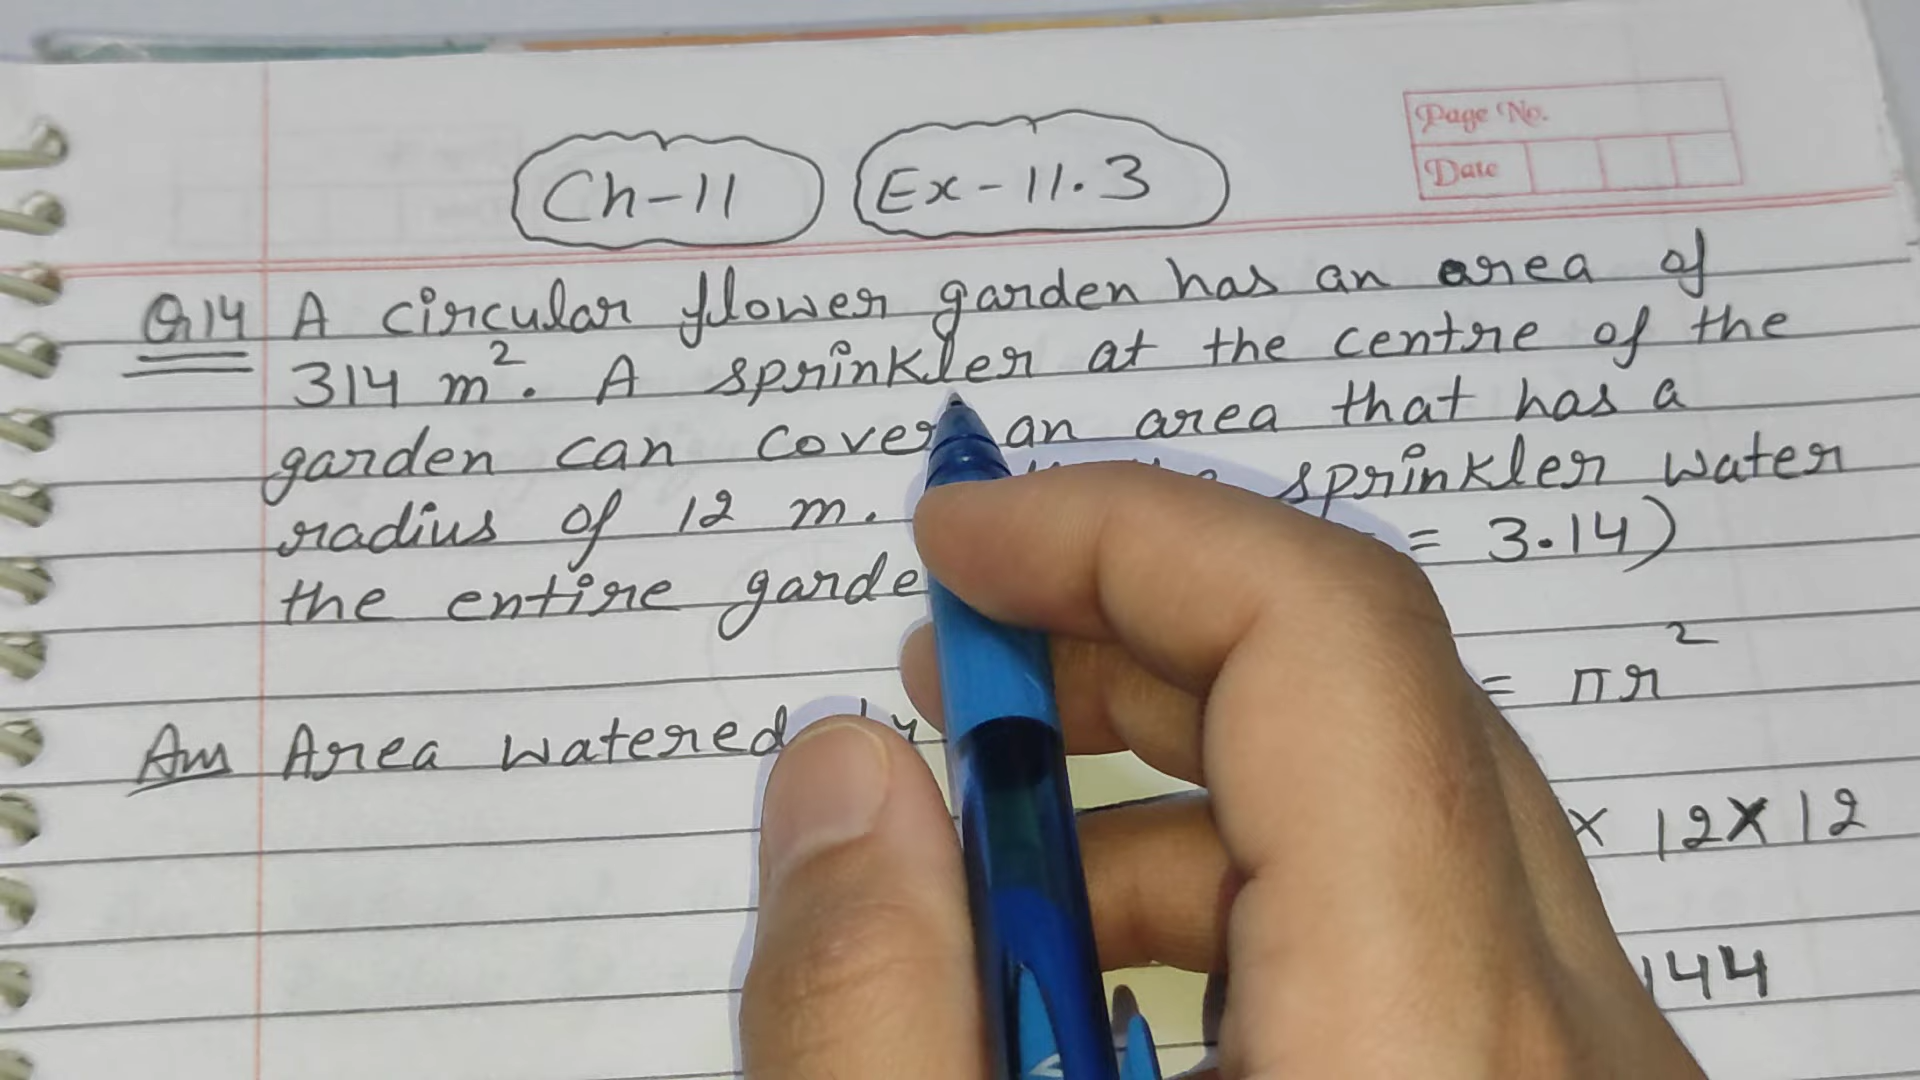 Page No.
Date
Ch-11 Ex-11.3
Q14 A circular flower garden has an area of
314 m². A sprinkler at the centre of the
garden can cover an area that has a
radius of 12 m. sprinkler water
the entire = 3.14)
Ans Area watered = πr²
× 12×12
144